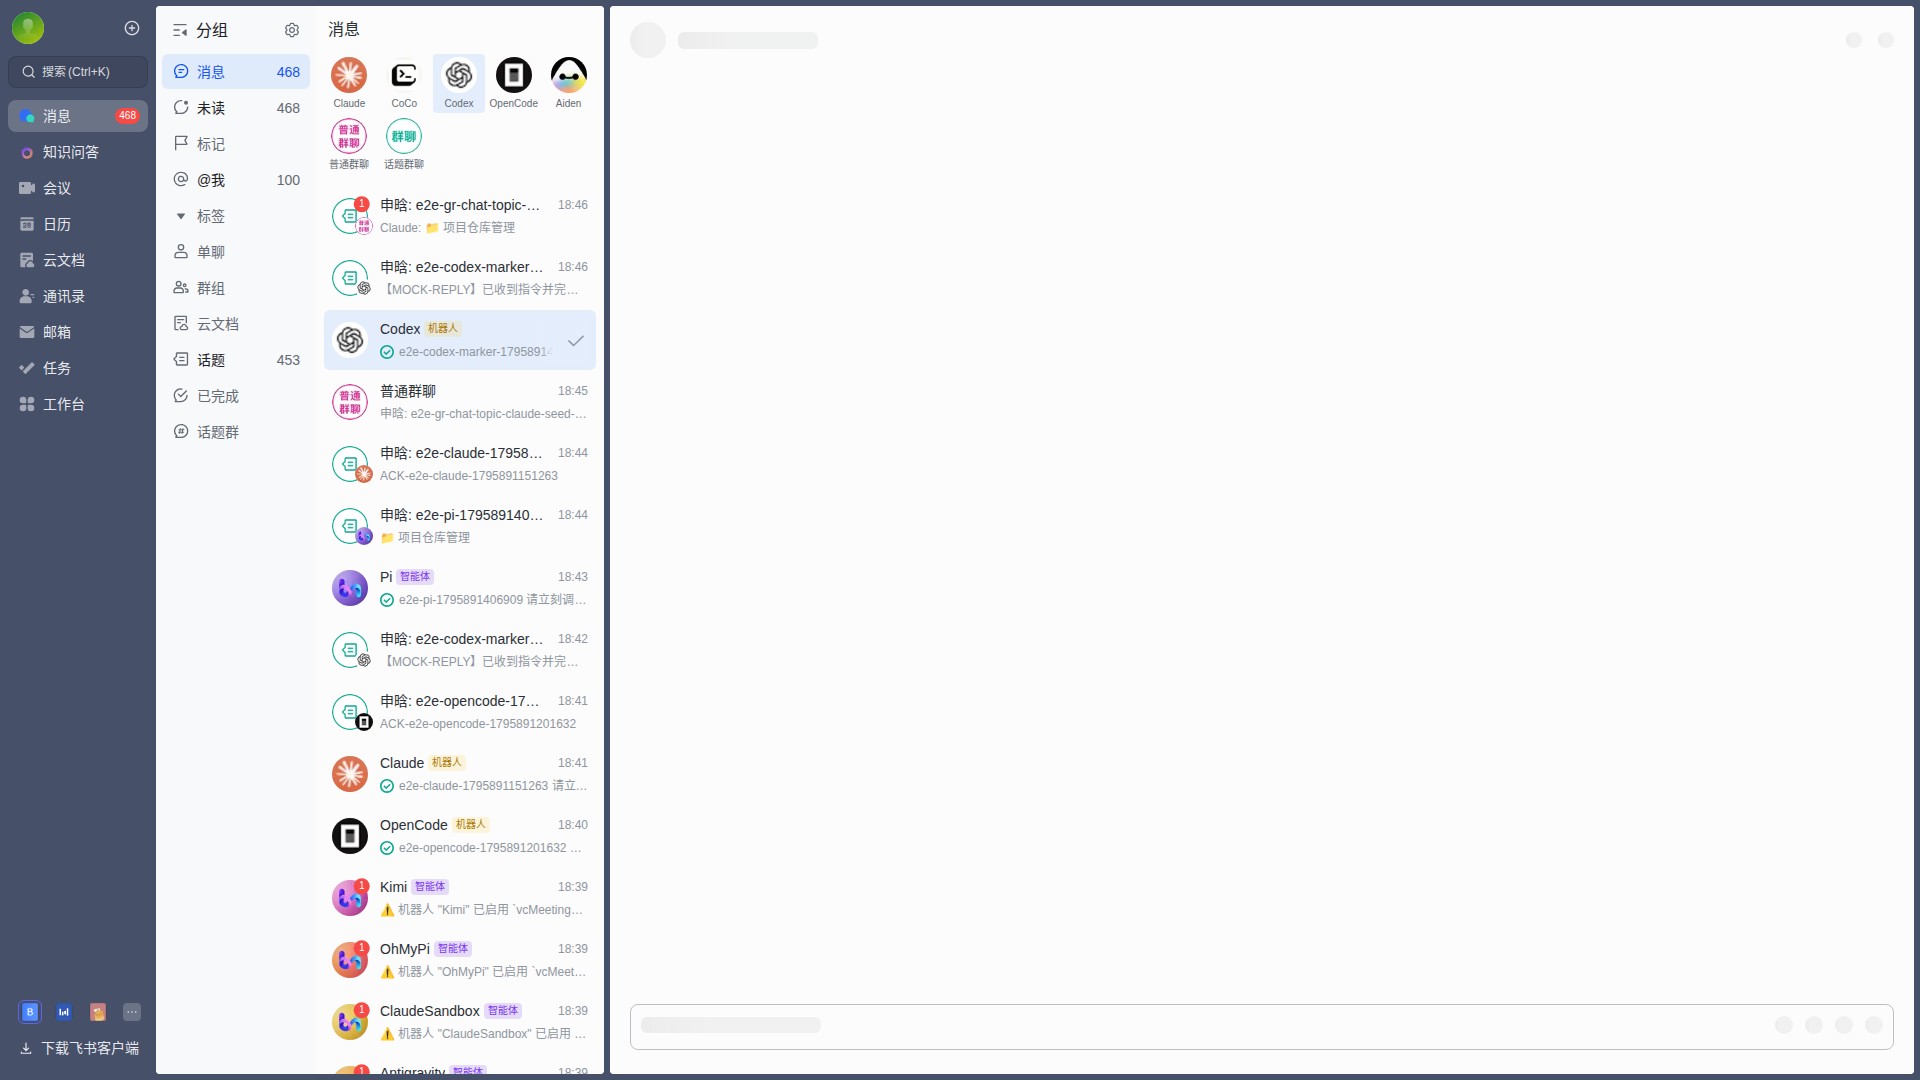 搜索 (Ctrl+K)
消息 468
知识问答
会议
日历
云文档
通讯录
邮箱
任务
工作台
下载飞书客户端
分组
消息 468
未读 468
标记
@我 100
标签
单聊
群组
云文档
话题 453
已完成
话题群
消息
Claude CoCo Codex OpenCode Aiden
普通群聊
普通群聊 话题群聊
申晗: e2e-gr-chat-topic-... 18:46
1
Claude: 📁 项目仓库管理
申晗: e2e-codex-marker... 18:46
【MOCK-REPLY】已收到指令并完...
Codex 机器人
e2e-codex-marker-1795891
普通群聊 18:45
普通群聊
申晗: e2e-gr-chat-topic-claude-seed-...
申晗: e2e-claude-17958... 18:44
ACK-e2e-claude-1795891151263
申晗: e2e-pi-179589140... 18:44
📁 项目仓库管理
Pi 智能体 18:43
e2e-pi-1795891406909 请立刻调...
申晗: e2e-codex-marker... 18:42
【MOCK-REPLY】已收到指令并完...
申晗: e2e-opencode-17... 18:41
ACK-e2e-opencode-1795891201632
Claude 机器人 18:41
e2e-claude-1795891151263 请立...
OpenCode 机器人 18:40
e2e-opencode-1795891201632 ...
1
Kimi 智能体 18:39
⚠️ 机器人 "Kimi" 已启用 `vcMeeting...
1
OhMyPi 智能体 18:39
⚠️ 机器人 "OhMyPi" 已启用 `vcMeet...
1
ClaudeSandbox 智能体 18:39
⚠️ 机器人 "ClaudeSandbox" 已启用 ...
1
Antigravity 智能体 18:39